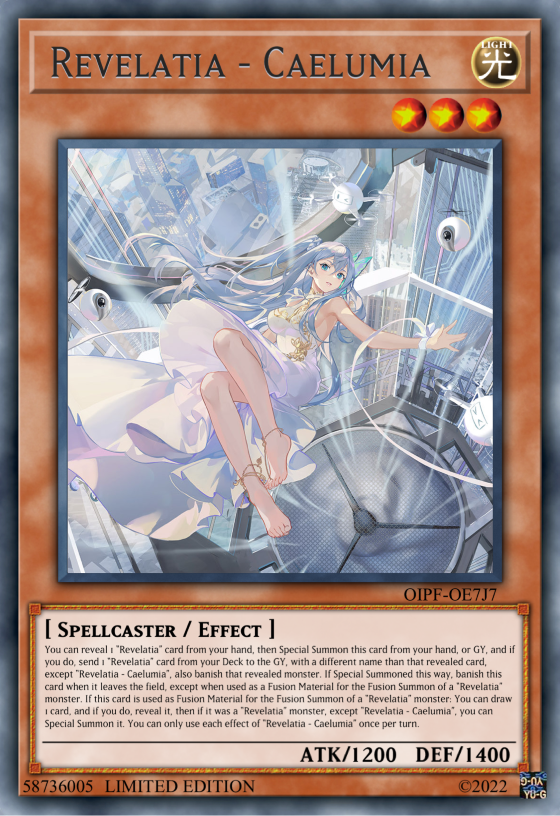 Revelatia - Caelumia
LIGHT
光
OIPF-OE7J7
[ Spellcaster / Effect ]
You can reveal 1 "Revelatia" card from your hand, then Special Summon this card from your hand, or GY, and if
you do, send 1 "Revelatia" card from your Deck to the GY, with a different name than that revealed card,
except "Revelatia - Caelumia", also banish that revealed monster. If Special Summoned this way, banish this
card when it leaves the field, except when used as a Fusion Material for the Fusion Summon of a "Revelatia"
monster. If this card is used as Fusion Material for the Fusion Summon of a "Revelatia" monster: You can draw
1 card, and if you do, reveal it, then if it was a "Revelatia" monster, except "Revelatia - Caelumia", you can
Special Summon it. You can only use each effect of "Revelatia - Caelumia" once per turn.
ATK/1200 DEF/1400
58736005 LIMITED EDITION
©2022
YU-G